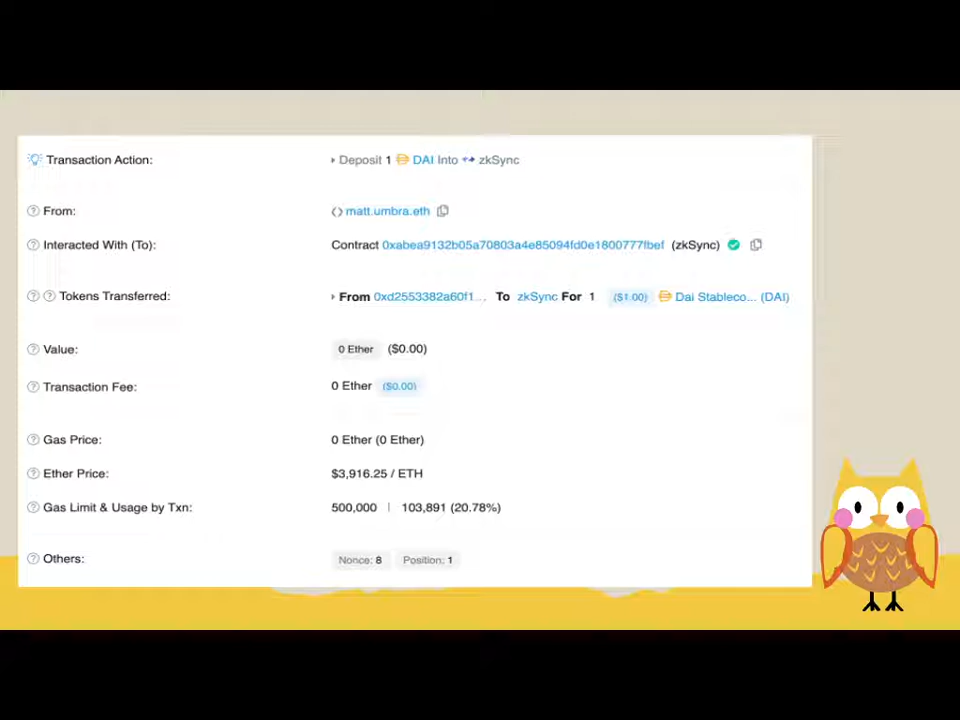 Transaction Action: Deposit 1 DAI Into zkSync
From: matt.umbra.eth
Interacted With (To): Contract 0xabea9132b05a70803a4e85094fd0e1800777fbef (zkSync)
Tokens Transferred: From 0xd2553382a60f1... To zkSync For 1 ($1.00) Dai Stableco... (DAI)
Value: 0 Ether ($0.00)
Transaction Fee: 0 Ether ($0.00)
Gas Price: 0 Ether (0 Ether)
Ether Price: $3,916.25 / ETH
Gas Limit & Usage by Txn: 500,000 | 103,891 (20.78%)
Others: Nonce: 8 Position: 1